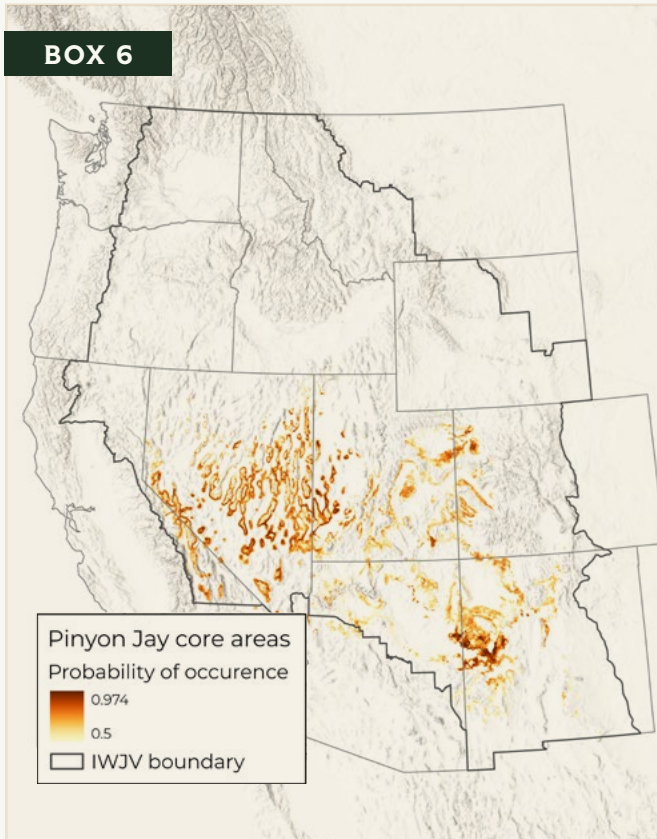 BOX 6
Pinyon Jay core areas
Probability of occurence
0.974
0.5
IWJV boundary